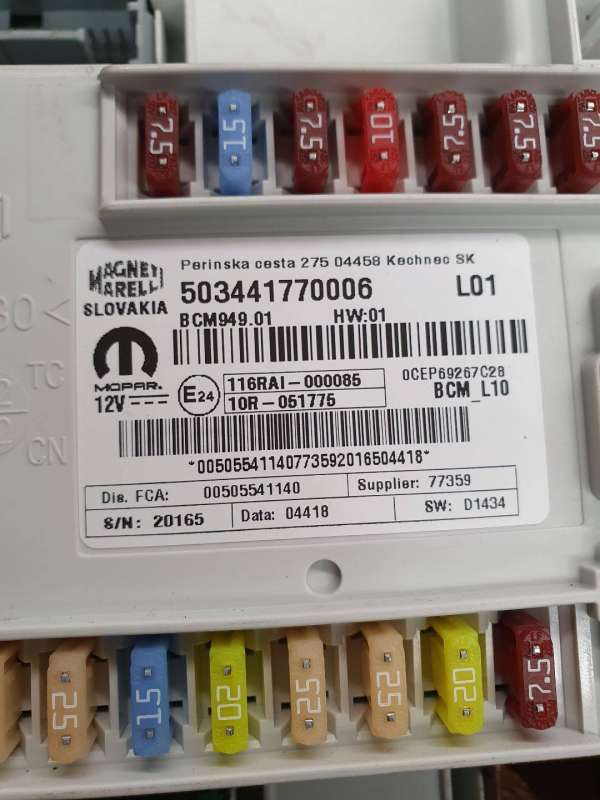 7.5 15 7.5 10 7.5 7.5 7.5
MAGNETI MARELLI
SLOVAKIA
Perinska cesta 275 04458 Kechnec SK
503441770006 L01
BCM949.01 HW:01
MOPAR.
12V
E24
116RAI-000085
10R-051775
0CEP69267C28
BCM_L10
*00505541140773592016504418*
Dis. FCA: 00505541140 Supplier: 77359
S/N: 20165 Data: 04418 SW: D1434
TC
CN
25 15 20 25 25 20 7.5